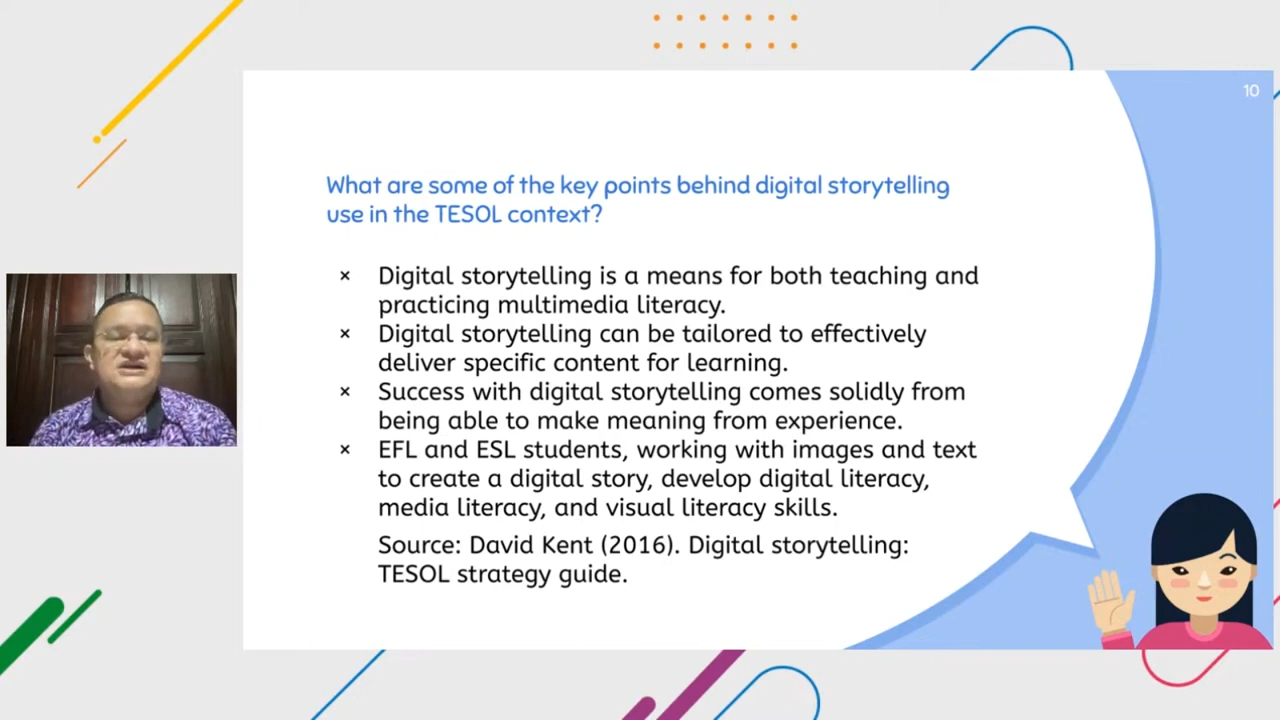 10
What are some of the key points behind digital storytelling
use in the TESOL context?
× Digital storytelling is a means for both teaching and
practicing multimedia literacy.
× Digital storytelling can be tailored to effectively
deliver specific content for learning.
× Success with digital storytelling comes solidly from
being able to make meaning from experience.
× EFL and ESL students, working with images and text
to create a digital story, develop digital literacy,
media literacy, and visual literacy skills.
Source: David Kent (2016). Digital storytelling:
TESOL strategy guide.